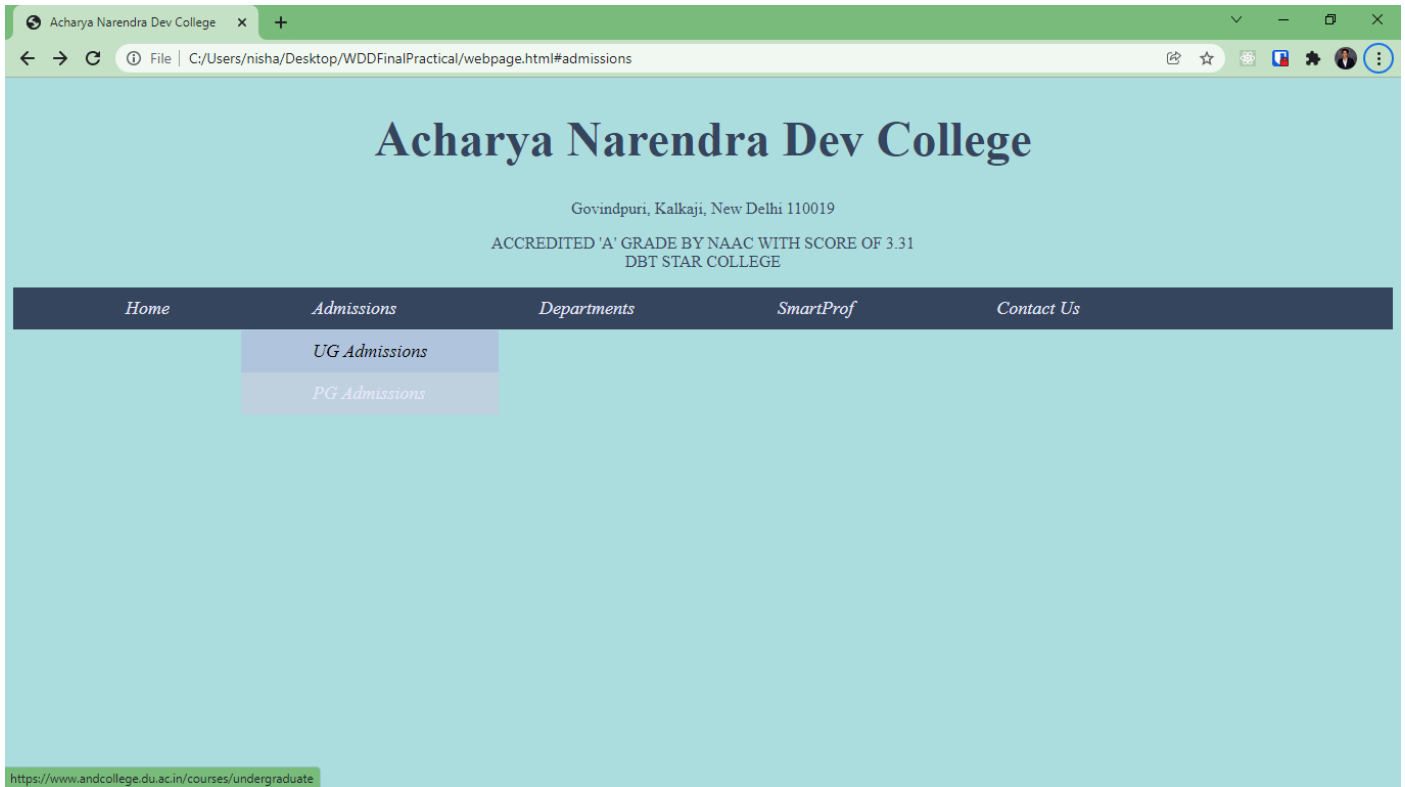 Acharya Narendra Dev College
File | C:/Users/nisha/Desktop/WDDFinalPractical/webpage.html#admissions
Acharya Narendra Dev College
Govindpuri, Kalkaji, New Delhi 110019
ACCREDITED 'A' GRADE BY NAAC WITH SCORE OF 3.31
DBT STAR COLLEGE
Home Admissions Departments SmartProf Contact Us
UG Admissions
PG Admissions
https://www.andcollege.du.ac.in/courses/undergraduate